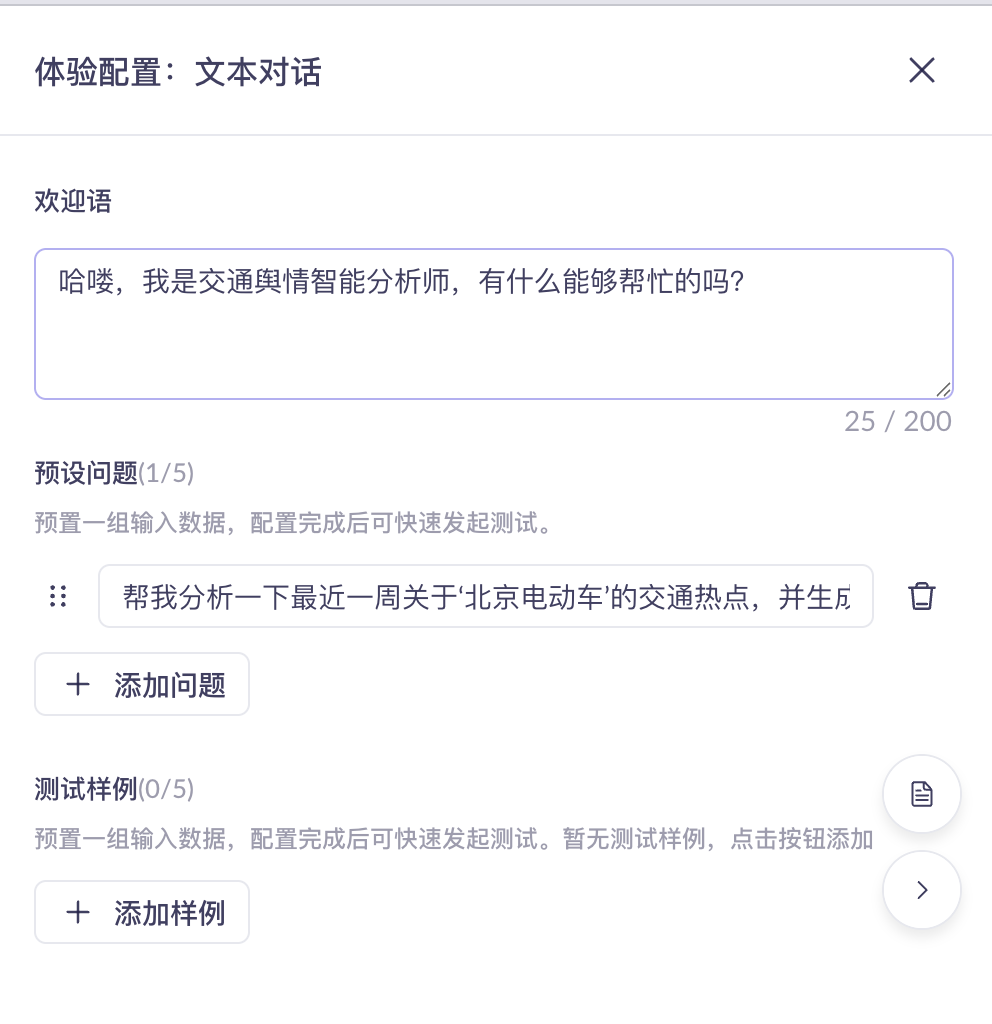 体验配置：文本对话
欢迎语
哈喽，我是交通舆情智能分析师，有什么能够帮忙的吗？
25 / 200
预设问题(1/5)
预置一组输入数据，配置完成后可快速发起测试。
帮我分析一下最近一周关于‘北京电动车’的交通热点，并生成
添加问题
测试样例(0/5)
预置一组输入数据，配置完成后可快速发起测试。暂无测试样例，点击按钮添加
添加样例